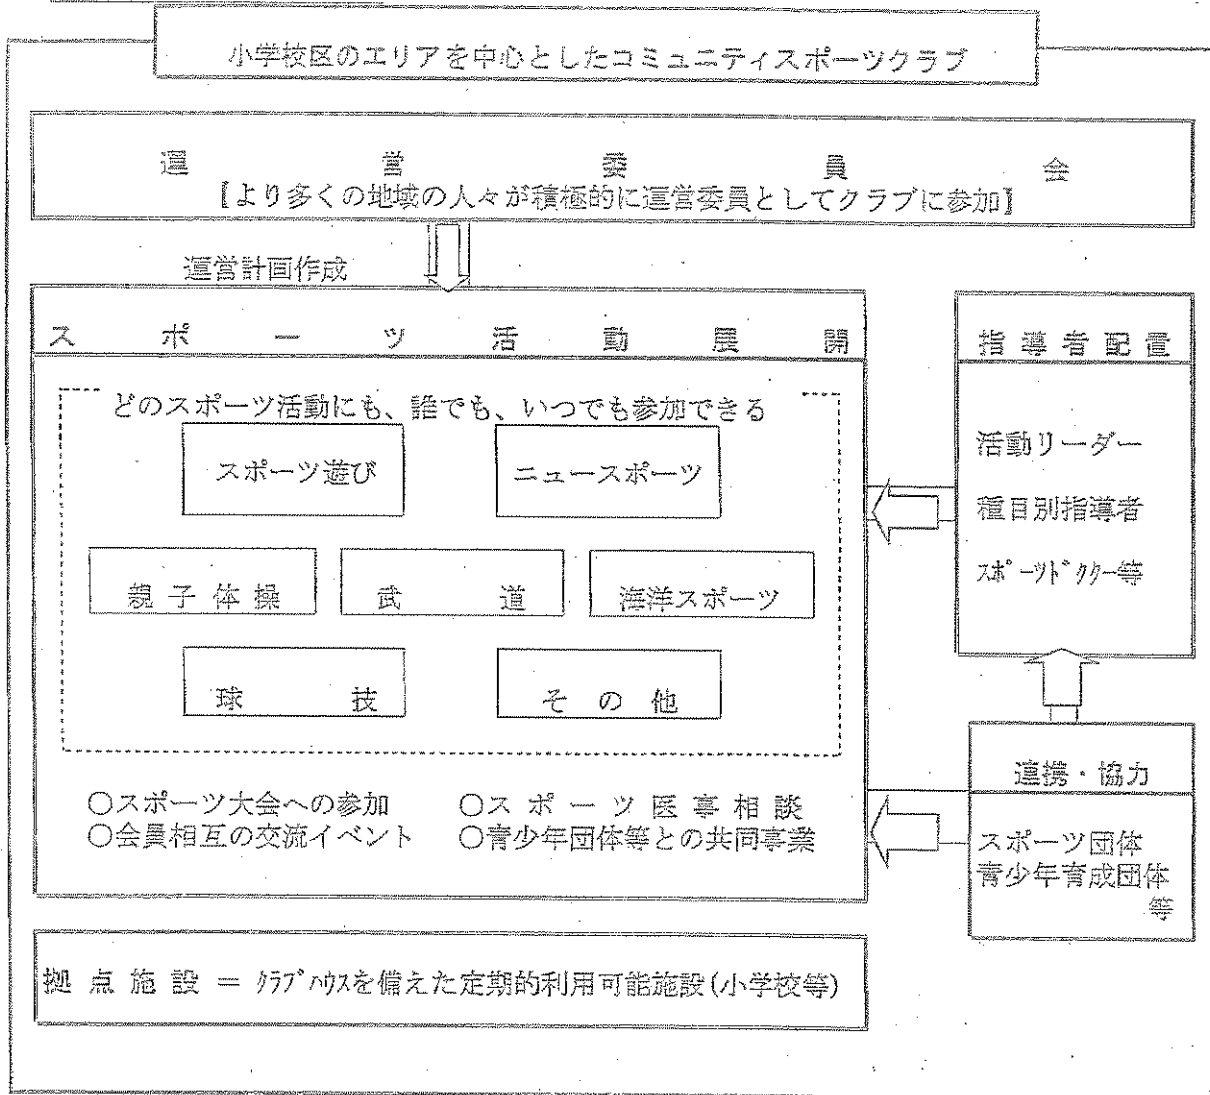 小学校区のエリアを中心としたコミュニティスポーツクラブ
運営委員会
【より多くの地域の人々が積極的に運営委員としてクラブに参加】
運営計画作成
スポーツ活動展開
どのスポーツ活動にも、誰でも、いつでも参加できる
スポーツ遊び
ニュースポーツ
親子体操
武道
海洋スポーツ
球技
その他
○スポーツ大会への参加
○スポーツ医事相談
○会員相互の交流イベント
○青少年団体等との共同事業
指導者配置
活動リーダー
種目別指導者
スポーツドクター等
連携・協力
スポーツ団体
青少年育成団体
等
拠点施設＝クラブハウスを備えた定期的利用可能施設(小学校等)